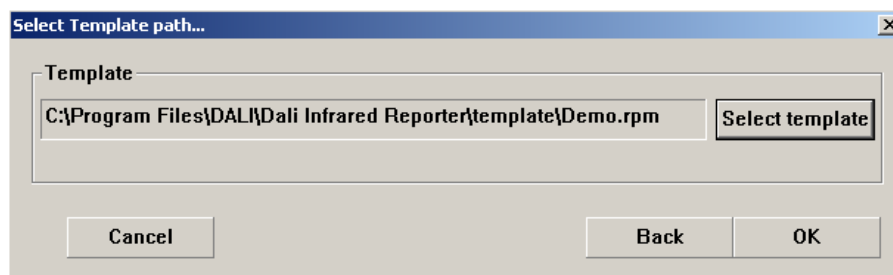 Select Template path...
Template
C:\Program Files\DALI\Dali Infrared Reporter\template\Demo.rpm
Select template
Cancel
Back
OK